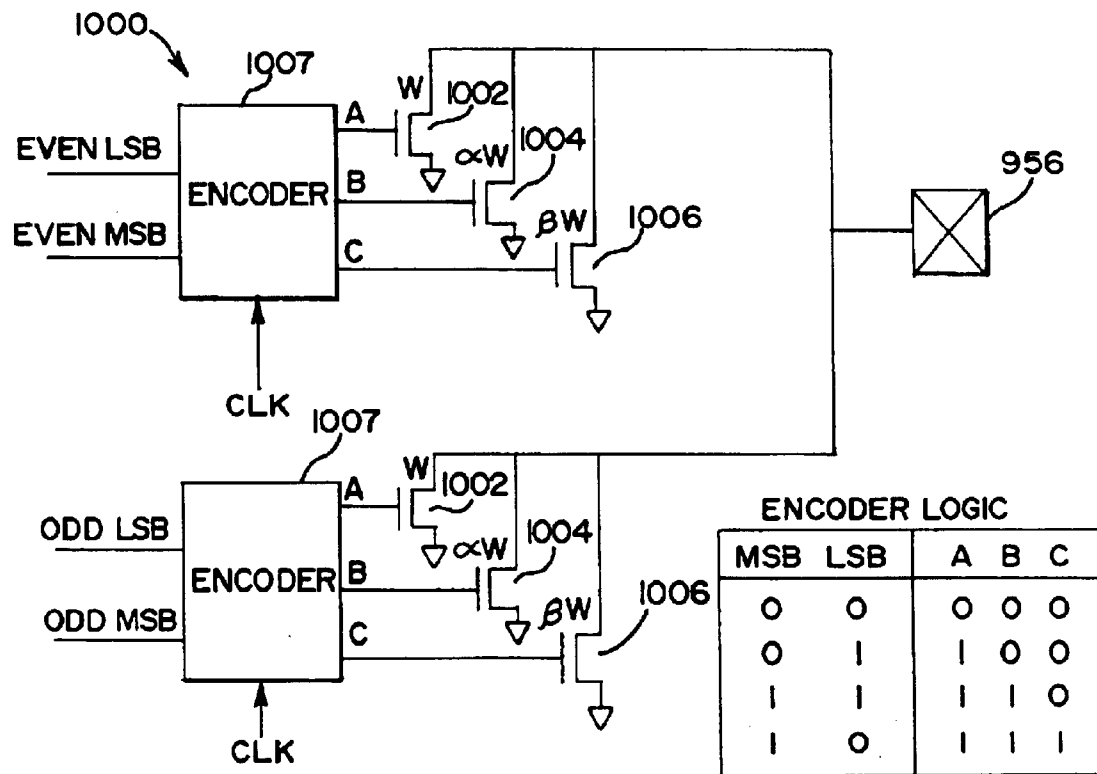 1000
1007
EVEN LSB
EVEN MSB
ENCODER
A
B
C
W
1002
αW
1004
βW
1006
956
CLK
1007
ODD LSB
ODD MSB
ENCODER
A
B
C
W
1002
αW
1004
βW
1006
CLK
ENCODER LOGIC
MSB LSB A B C
0 0 0 0 0
0 1 1 0 0
1 1 1 1 0
1 0 1 1 1